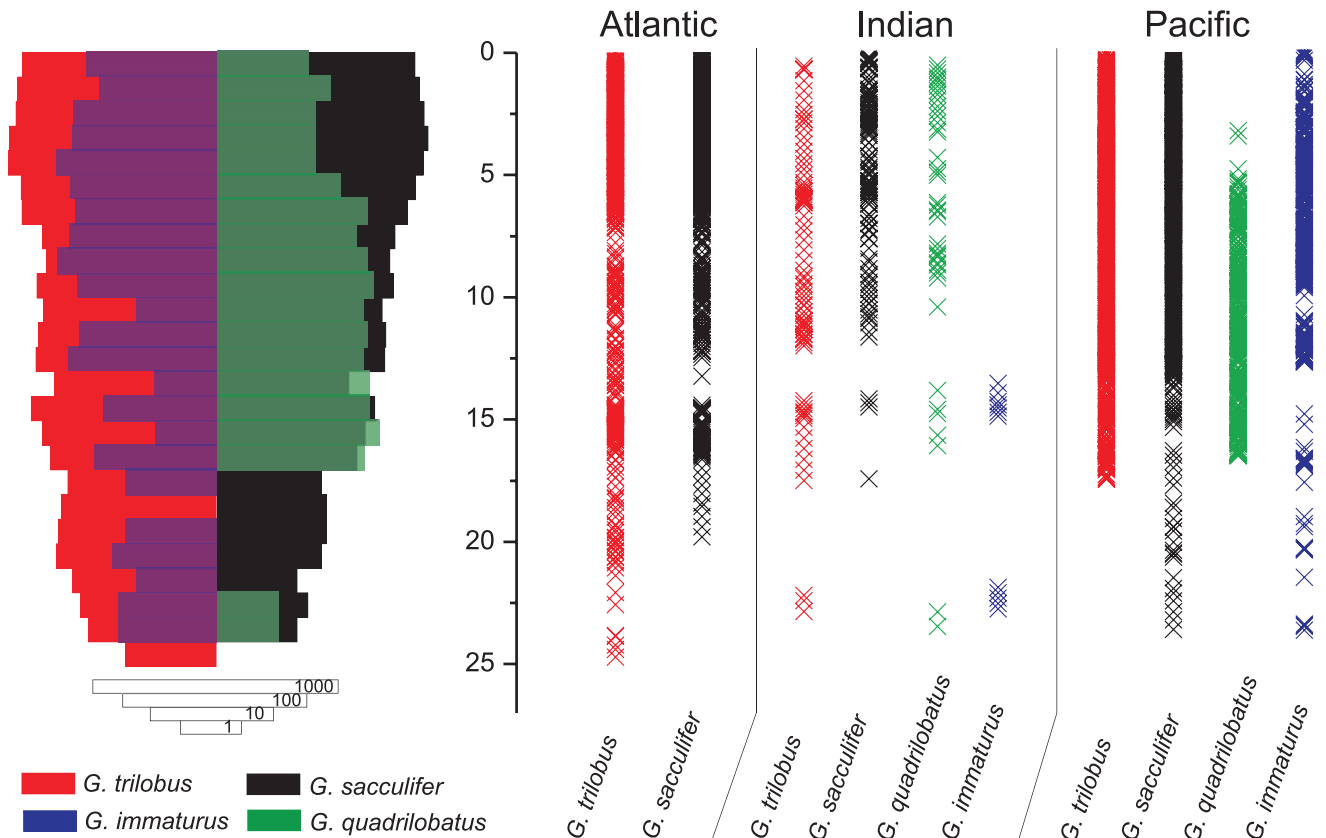 Atlantic Indian Pacific
0
5
10
15
20
25
1000
100
10
1
G. trilobus G. sacculifer
G. immaturus G. quadrilobatus
G. trilobus
G. sacculifer
G. trilobus
G. sacculifer
G. quadrilobatus
G. immaturus
G. trilobus
G. sacculifer
G. quadrilobatus
G. immaturus